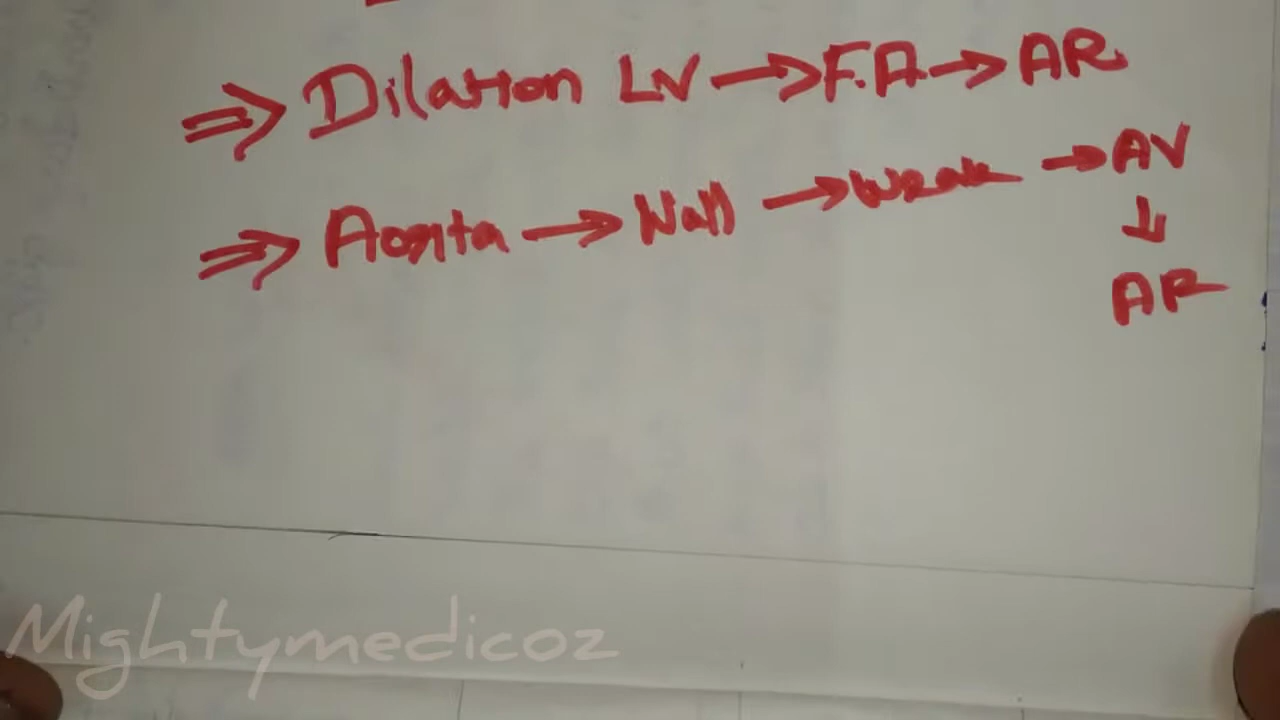 ⇒ Dilation LV → F.A → AR
⇒ Aorta → Wall → Weak → AV
↓
AR
Mightymedicoz